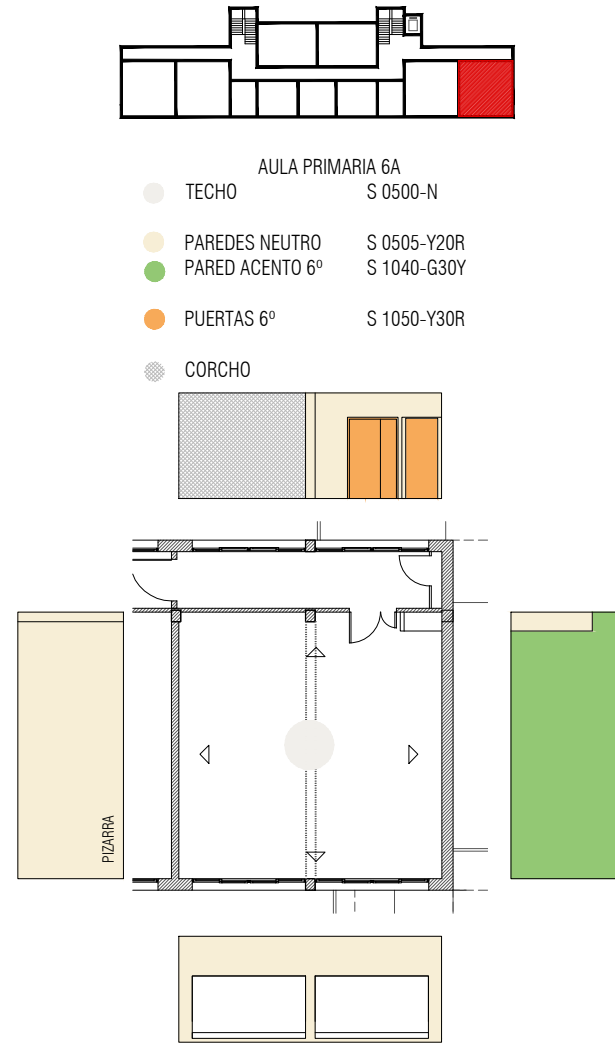 AULA PRIMARIA 6A
TECHO S 0500-N
PAREDES NEUTRO S 0505-Y20R
PARED ACENTO 6º S 1040-G30Y
PUERTAS 6º S 1050-Y30R
CORCHO
PIZARRA